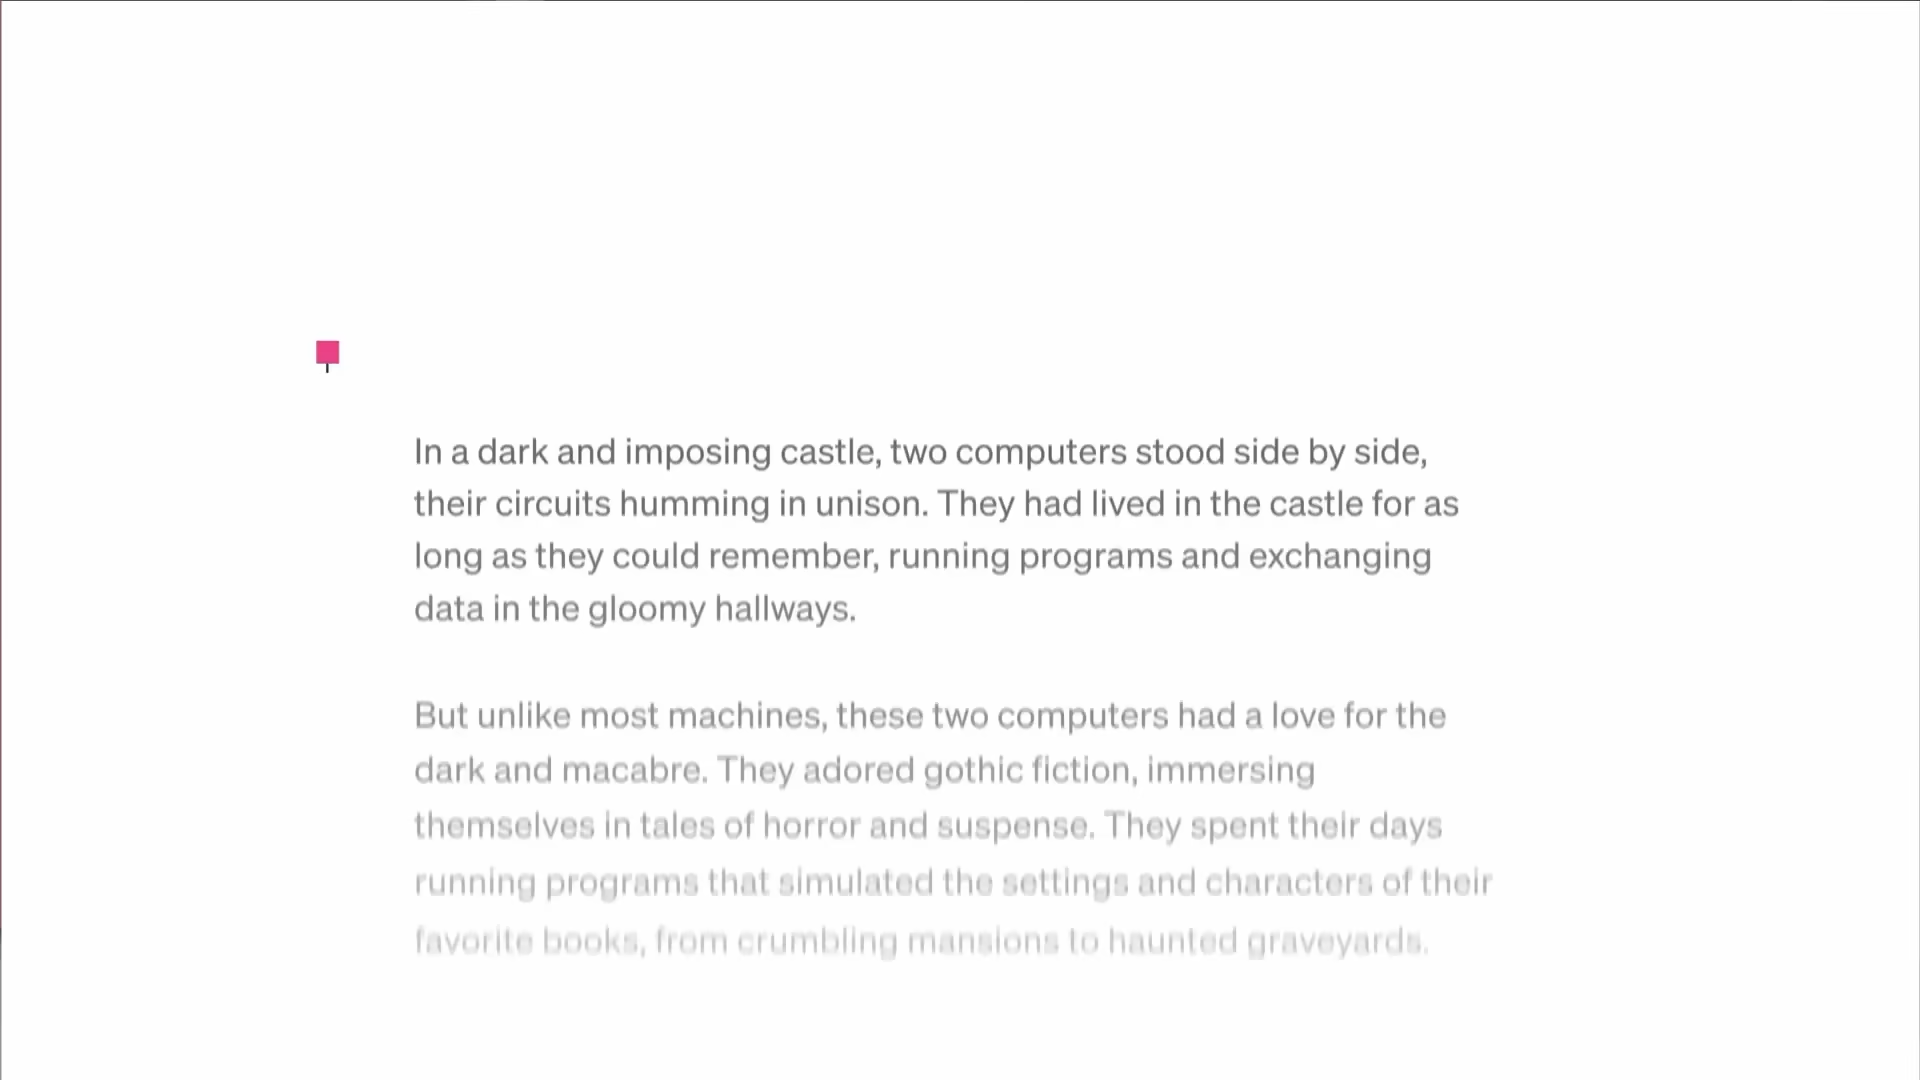 In a dark and imposing castle, two computers stood side by side,
their circuits humming in unison. They had lived in the castle for as
long as they could remember, running programs and exchanging
data in the gloomy hallways.
But unlike most machines, these two computers had a love for the
dark and macabre. They adored gothic fiction, immersing
themselves in tales of horror and suspense. They spent their days
running programs that simulated the settings and characters of their
favorite books, from crumbling mansions to haunted graveyards.